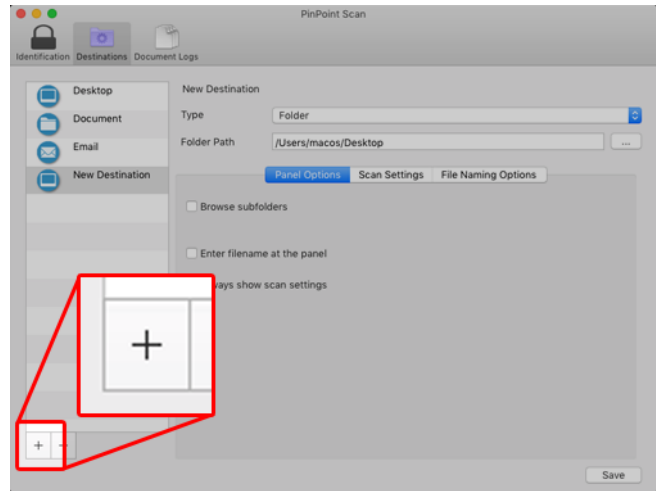 PinPoint Scan
Identification Destinations Document Logs
Desktop
Document
Email
New Destination
New Destination
Type Folder
Folder Path /Users/macos/Desktop ...
Panel Options Scan Settings File Naming Options
Browse subfolders
Enter filename at the panel
ways show scan settings
+
+
Save